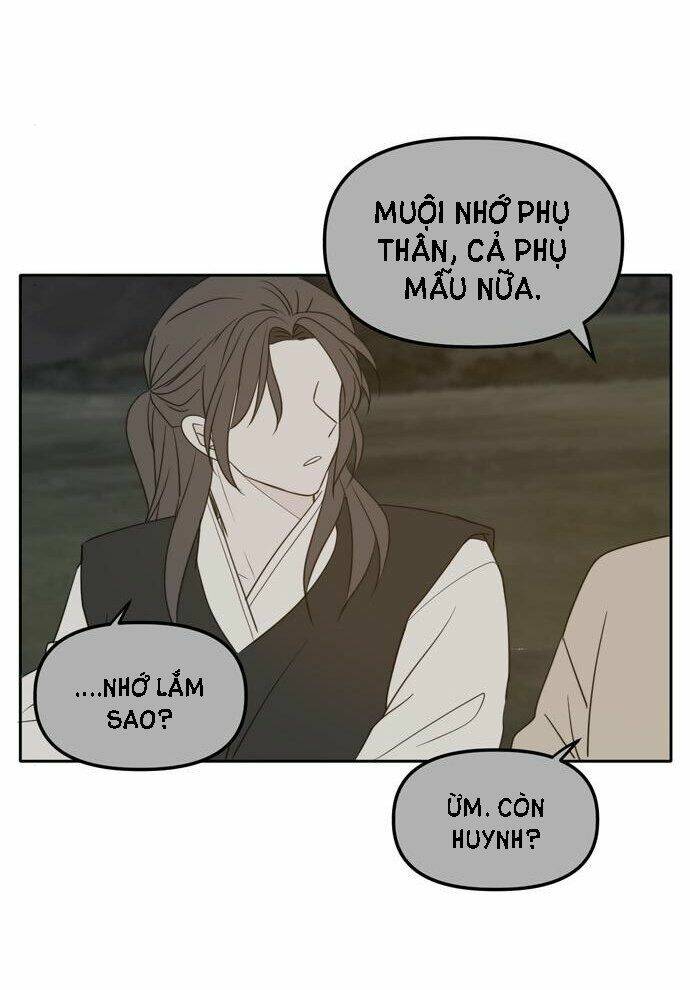 MUỘI NHỚ PHỤ
THÂN, CẢ PHỤ
MẪU NỮA.
....NHỚ LẮM
SAO?
ỪM. CÒN
HUYNH?